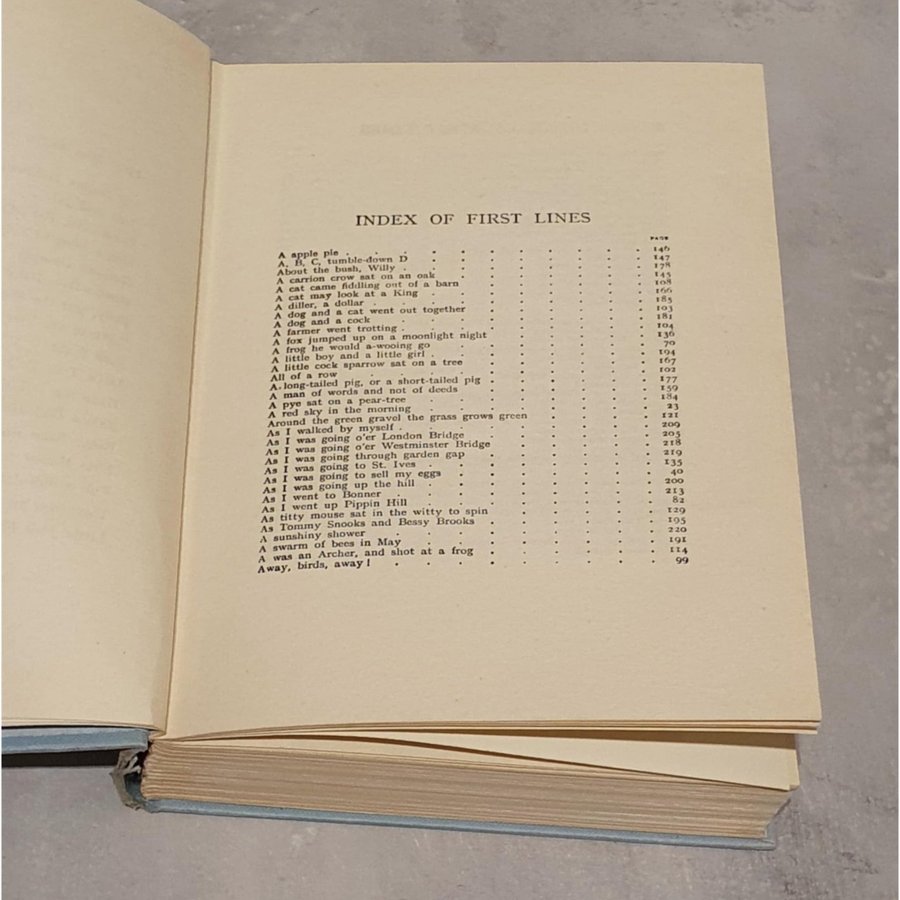 INDEX OF FIRST LINES
PAGE
A apple pie . . . . . . . . . . 146
A, B, C, tumble-down D . . . . . . . . 147
About the bush, Willy . . . . . . . . . 178
A carrion crow sat on an oak . . . . . . . 145
A cat came fiddling out of a barn . . . . . . 108
A cat may look at a King . . . . . . . . 166
A diller, a dollar . . . . . . . . . 185
A dog and a cat went out together . . . . . . 103
A dog and a cock . . . . . . . . . 181
A farmer went trotting . . . . . . . . . 104
A fox jumped up on a moonlight night . . . . . . 136
A frog he would a-wooing go . . . . . . . 70
A little boy and a little girl . . . . . . . . 194
A little cock sparrow sat on a tree . . . . . . 167
All of a row . . . . . . . . . . 102
A long-tailed pig, or a short-tailed pig . . . . . . 177
A man of words and not of deeds . . . . . . 159
A pye sat on a pear-tree . . . . . . . . 184
A red sky in the morning . . . . . . . . 23
Around the green gravel the grass grows green . . . . 121
As I walked by myself . . . . . . . . . 209
As I was going o'er London Bridge . . . . . . 205
As I was going o'er Westminster Bridge . . . . . 218
As I was going through garden gap . . . . . . 219
As I was going to St. Ives . . . . . . . . 135
As I was going to sell my eggs . . . . . . . 40
As I was going up the hill . . . . . . . . 200
As I went to Bonner . . . . . . . . . 213
As I went up Pippin Hill . . . . . . . . 82
As titty mouse sat in the witty to spin . . . . . 129
As Tommy Snooks and Bessy Brooks . . . . . . 195
A sunshiny shower . . . . . . . . . 220
A swarm of bees in May . . . . . . . . 191
A was an Archer, and shot at a frog . . . . . . 114
Away, birds, away! . . . . . . . . . 99